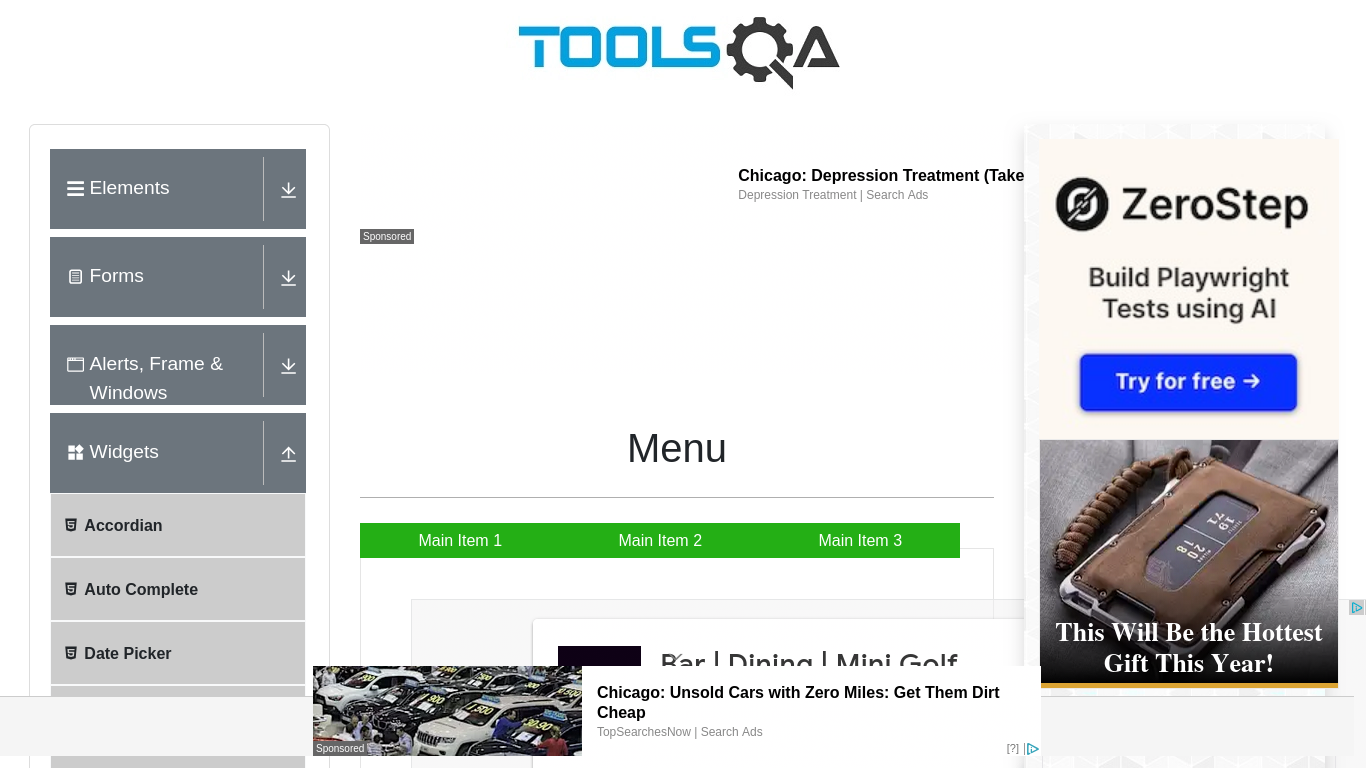 TOOLSQA
Elements
Forms
Alerts, Frame &
Windows
Widgets
Accordian
Auto Complete
Date Picker
Chicago: Depression Treatment (Take
Depression Treatment | Search Ads
Sponsored
Menu
Main Item 1
Main Item 2
Main Item 3
Bar | Dining | Mini Golf
Chicago: Unsold Cars with Zero Miles: Get Them Dirt
Cheap
TopSearchesNow | Search Ads
Sponsored
[?]
ZeroStep
Build Playwright
Tests using AI
Try for free →
This Will Be the Hottest
Gift This Year!